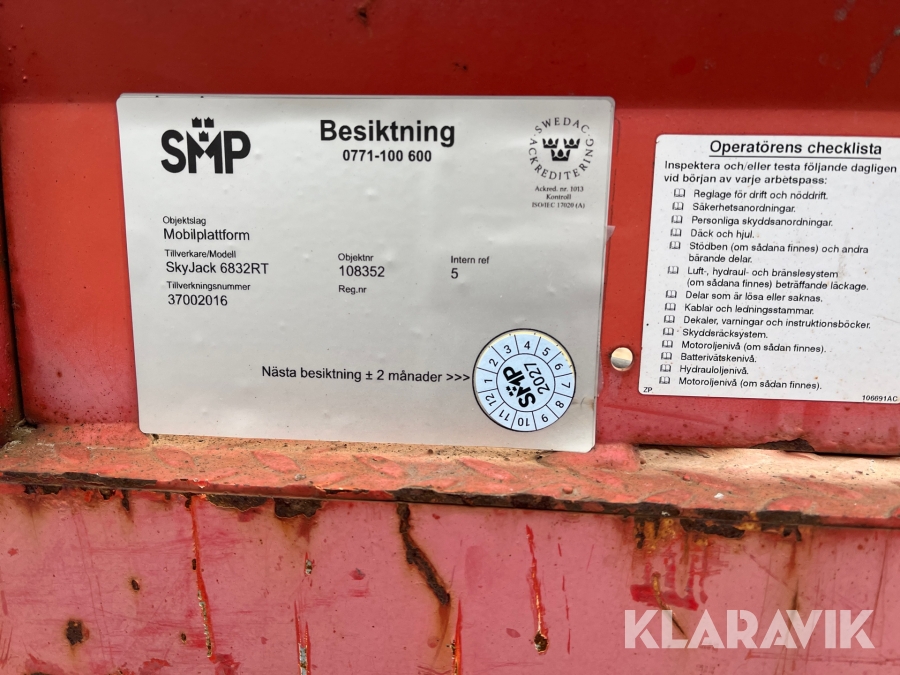 SMP
Besiktning
0771-100 600
SWEDAC
ACKREDITERING
Ackred. nr. 1013
Kontroll
ISO/IEC 17020 (A)
Objektslag
Mobilplattform
Tillverkare/Modell
SkyJack 6832RT
Objektnr
108352
Intern ref
5
Tillverkningsnummer
37002016
Reg.nr
Nästa besiktning ± 2 månader >>>
1 2 3 4 5 6 7 8 9 10 11 12
SMP
2027
Operatörens checklista
Inspektera och/eller testa följande dagligen
vid början av varje arbetspass:
Reglage för drift och nöddrift.
Säkerhetsanordningar.
Personliga skyddsanordningar.
Däck och hjul.
Stödben (om sådana finnes) och andra
bärande delar.
Luft-, hydraul- och bränslesystem
(om sådana finnes) beträffande läckage.
Delar som är lösa eller saknas.
Kablar och ledningsstammar.
Dekaler, varningar och instruktionsböcker.
Skyddsräcksystem.
Motoroljenivå (om sådan finnes).
Batterivätskenivå.
Hydrauloljenivå.
Motoroljenivå (om sådan finnes).
ZP
106691AC
KLARAVIK